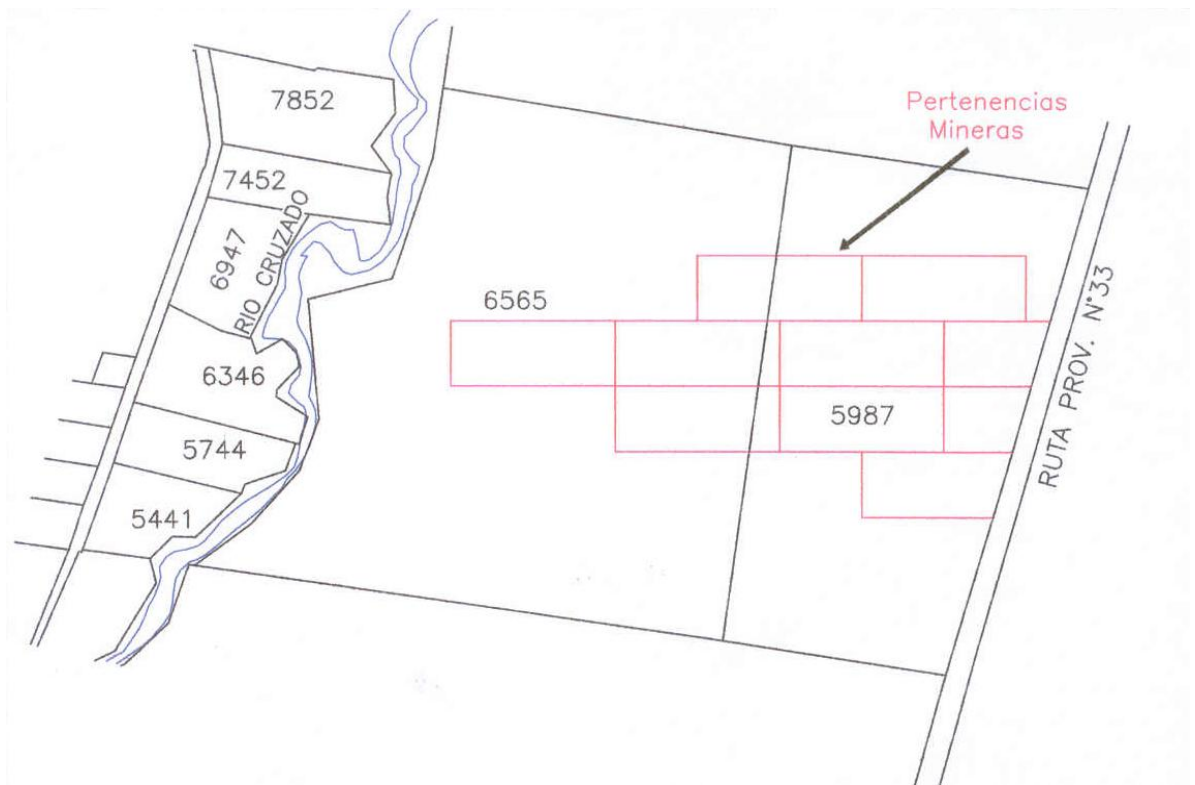 7852
Pertenencias
Mineras
7452
RIO CRUZADO
6947
6565
RUTA PROV. N°33
6346
5987
5744
5441